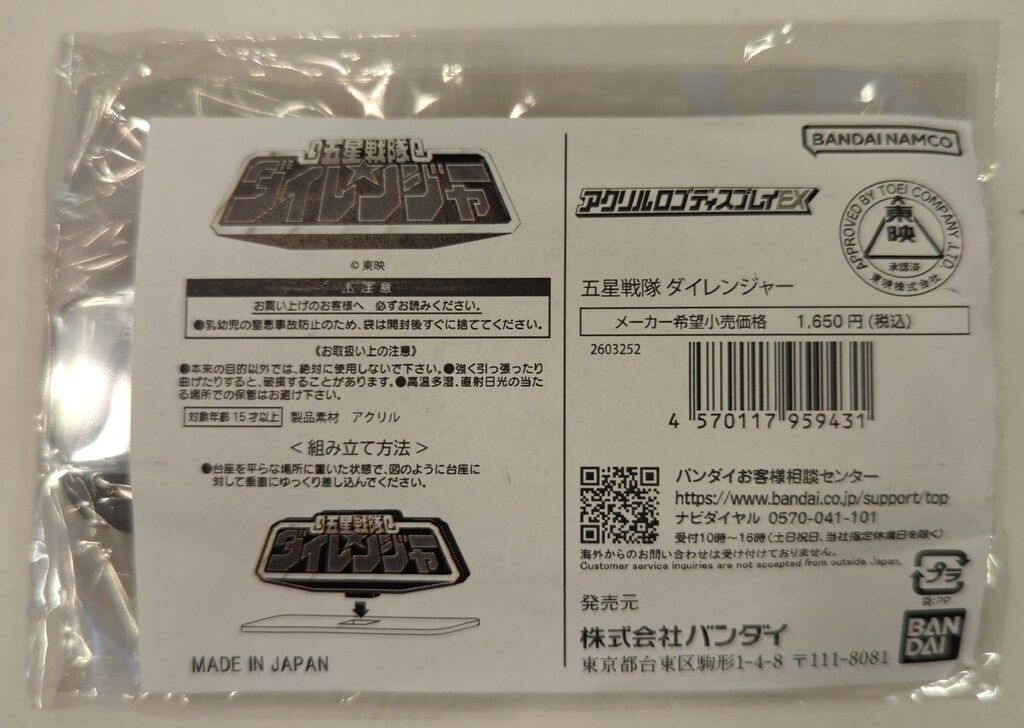 五星戦隊
ダイレンジャー
©東映
⚠注意
お買い上げのお客様へ 必ずお読みください。
●乳幼児の窒息事故防止のため、袋は開封後すぐに捨ててください。
《お取扱い上の注意》
●本来の目的以外では、絶対に使用しないで下さい。●強く引っ張ったり
曲げたりすると、破損することがあります。●高温多湿、直射日光の当た
る場所での保管はお避け下さい。
対象年齢15才以上 製品素材 アクリル
<組み立て方法>
●台座を平らな場所に置いた状態で、図のように台座に
対して垂直にゆっくり差し込んでください。
五星戦隊
ダイレンジャー
MADE IN JAPAN
BANDAI NAMCO
アクリルロゴディスプレイEX
APPROVED BY TOEI COMPANY, LTD.
東映
承認済
東映株式会社
五星戦隊 ダイレンジャー
メーカー希望小売価格 1,650円(税込)
2603252
4 570117 959431
バンダイお客様相談センター
https://www.bandai.co.jp/support/top
ナビダイヤル 0570-041-101
受付10時~16時(土日祝日、当社指定休業日を除く)
海外からのお問い合わせは受け付けておりません。
Customer service inquiries are not accepted from outside Japan.
プラ
袋:PP
発売元
株式会社バンダイ
東京都台東区駒形1-4-8 〒111-8081
BAN
DAI